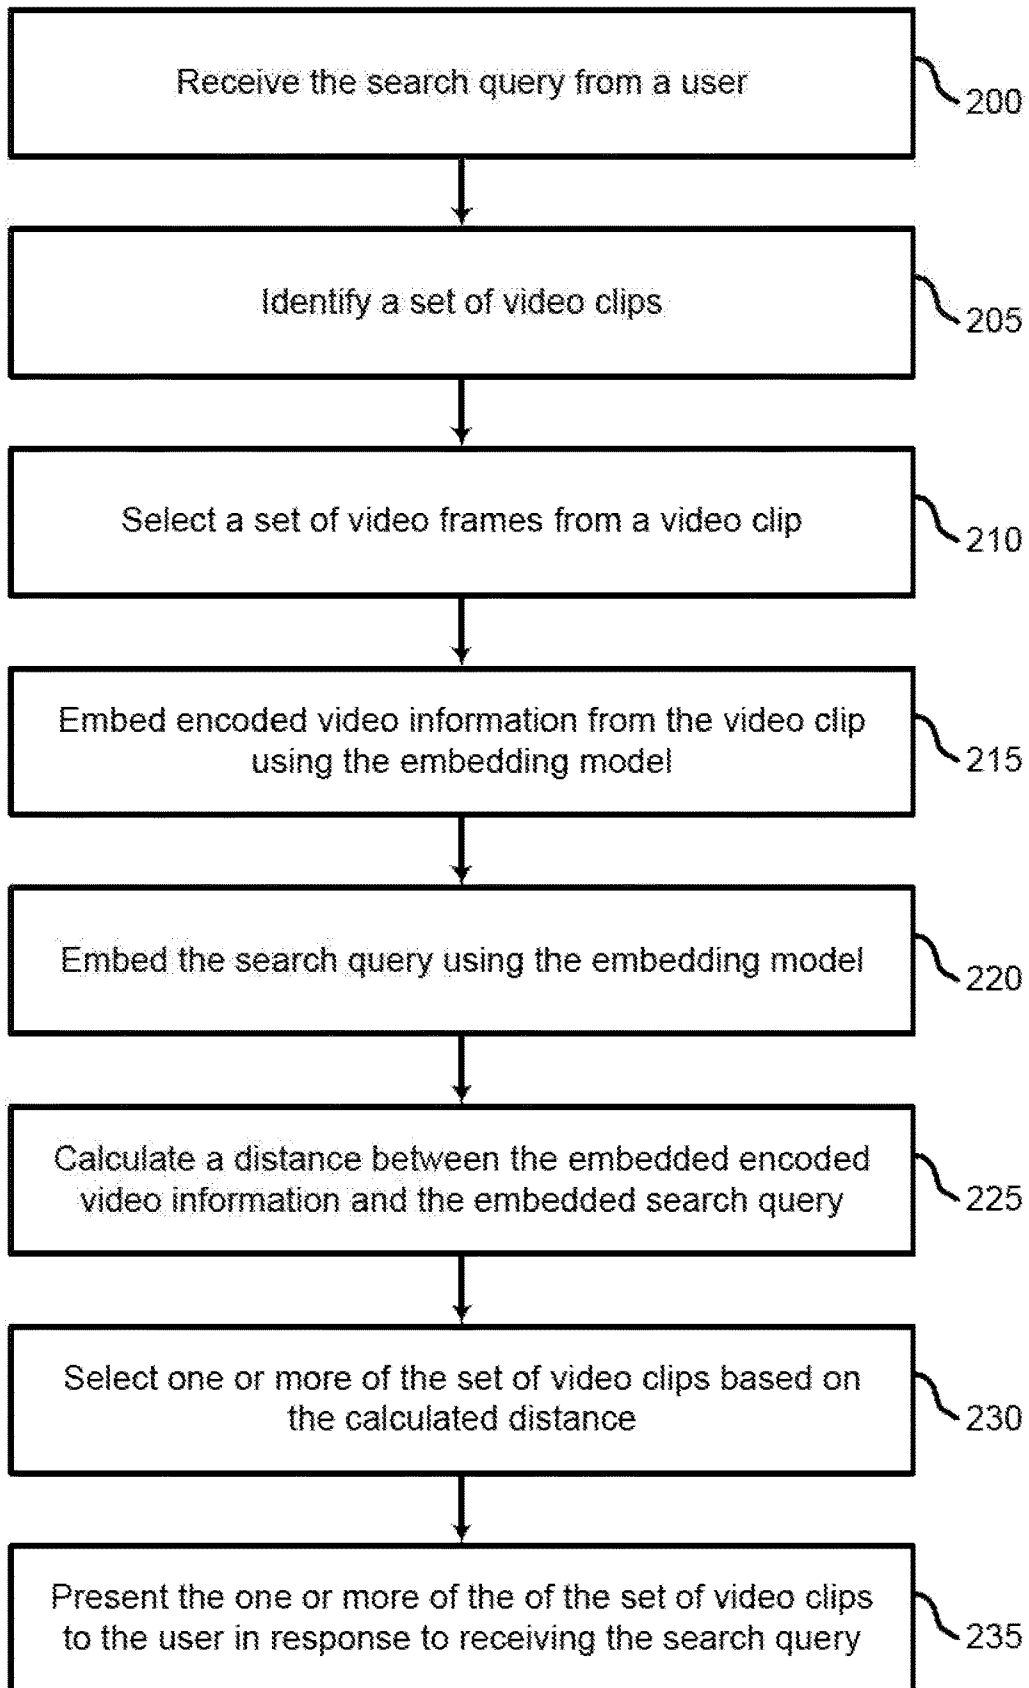 Receive the search query from a user
200
Identify a set of video clips
205
Select a set of video frames from a video clip
210
Embed encoded video information from the video clip
using the embedding model
215
Embed the search query using the embedding model
220
Calculate a distance between the embedded encoded
video information and the embedded search query
225
Select one or more of the set of video clips based on
the calculated distance
230
Present the one or more of the of the set of video clips
to the user in response to receiving the search query
235